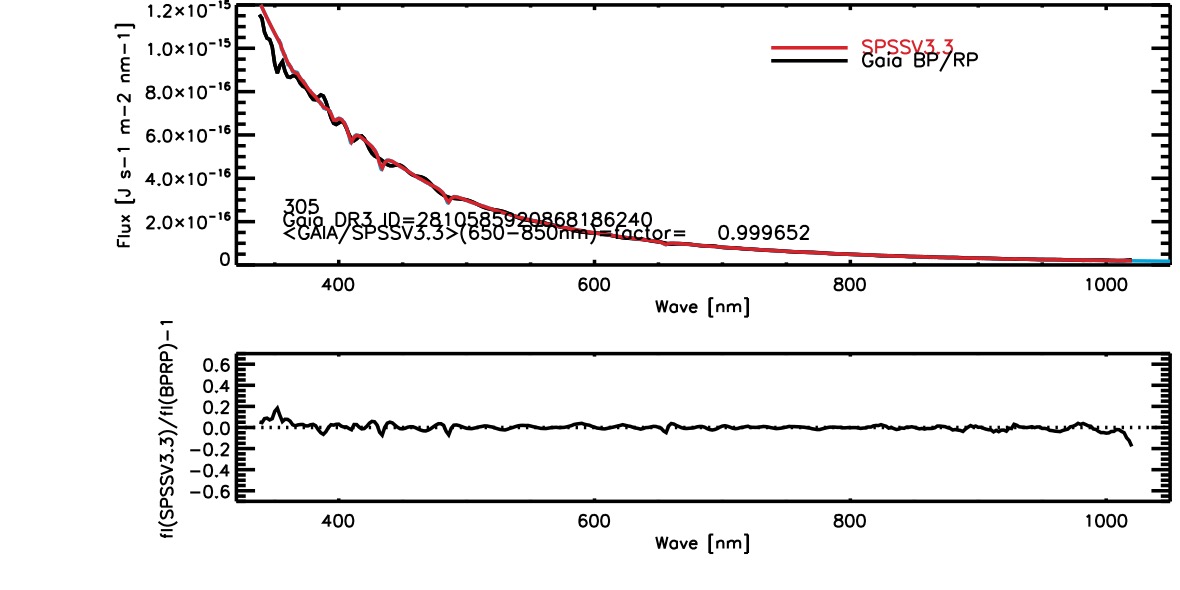 1.2×10−15
1.0×10−15
8.0×10−16
6.0×10−16
4.0×10−16
2.0×10−16
0
Flux [J s−1 m−2 nm−1]
SPSSV3.3
Gaia BP/RP
305
Gaia DR3 ID=2810585920868186240
<GAIA/SPSSV3.3>(650−850nm)=factor= 0.999652
400 600 800 1000
Wave [nm]
fl(SPSSV3.3)/fl(BPRP)−1
0.6
0.4
0.2
0.0
−0.2
−0.4
−0.6
400 600 800 1000
Wave [nm]